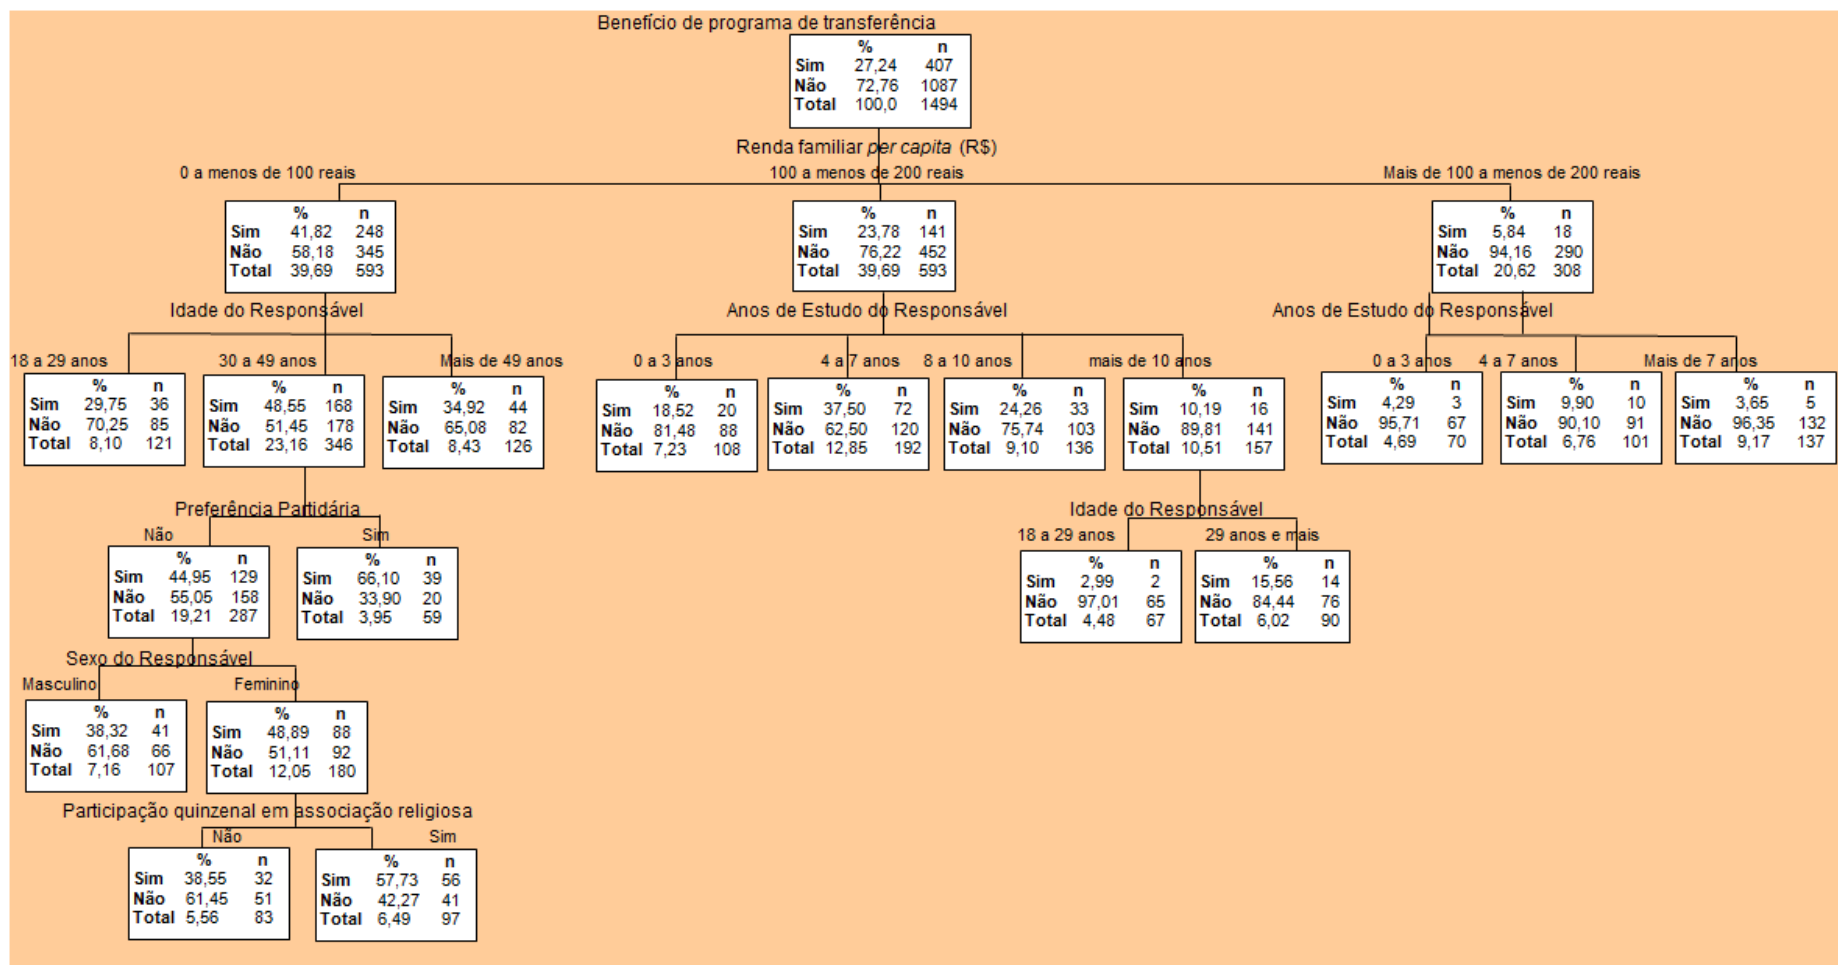 Benefício de programa de transferência
% n
Sim 27,24 407
Não 72,76 1087
Total 100,0 1494
Renda familiar per capita (R$)
0 a menos de 100 reais
100 a menos de 200 reais
Mais de 100 a menos de 200 reais
% n
Sim 41,82 248
Não 58,18 345
Total 39,69 593
% n
Sim 23,78 141
Não 76,22 452
Total 39,69 593
% n
Sim 5,84 18
Não 94,16 290
Total 20,62 308
Idade do Responsável
Anos de Estudo do Responsável
Anos de Estudo do Responsável
18 a 29 anos
30 a 49 anos
Mais de 49 anos
0 a 3 anos
4 a 7 anos
8 a 10 anos
mais de 10 anos
0 a 3 anos
4 a 7 anos
Mais de 7 anos
% n
Sim 29,75 36
Não 70,25 85
Total 8,10 121
% n
Sim 48,55 168
Não 51,45 178
Total 23,16 346
% n
Sim 34,92 44
Não 65,08 82
Total 8,43 126
% n
Sim 18,52 20
Não 81,48 88
Total 7,23 108
% n
Sim 37,50 72
Não 62,50 120
Total 12,85 192
% n
Sim 24,26 33
Não 75,74 103
Total 9,10 136
% n
Sim 10,19 16
Não 89,81 141
Total 10,51 157
% n
Sim 4,29 3
Não 95,71 67
Total 4,69 70
% n
Sim 9,90 10
Não 90,10 91
Total 6,76 101
% n
Sim 3,65 5
Não 96,35 132
Total 9,17 137
Preferência Partidária
Idade do Responsável
Não
Sim
18 a 29 anos
29 anos e mais
% n
Sim 44,95 129
Não 55,05 158
Total 19,21 287
% n
Sim 66,10 39
Não 33,90 20
Total 3,95 59
% n
Sim 2,99 2
Não 97,01 65
Total 4,48 67
% n
Sim 15,56 14
Não 84,44 76
Total 6,02 90
Sexo do Responsável
Masculino
Feminino
% n
Sim 38,32 41
Não 61,68 66
Total 7,16 107
% n
Sim 48,89 88
Não 51,11 92
Total 12,05 180
Participação quinzenal em associação religiosa
Não
Sim
% n
Sim 38,55 32
Não 61,45 51
Total 5,56 83
% n
Sim 57,73 56
Não 42,27 41
Total 6,49 97